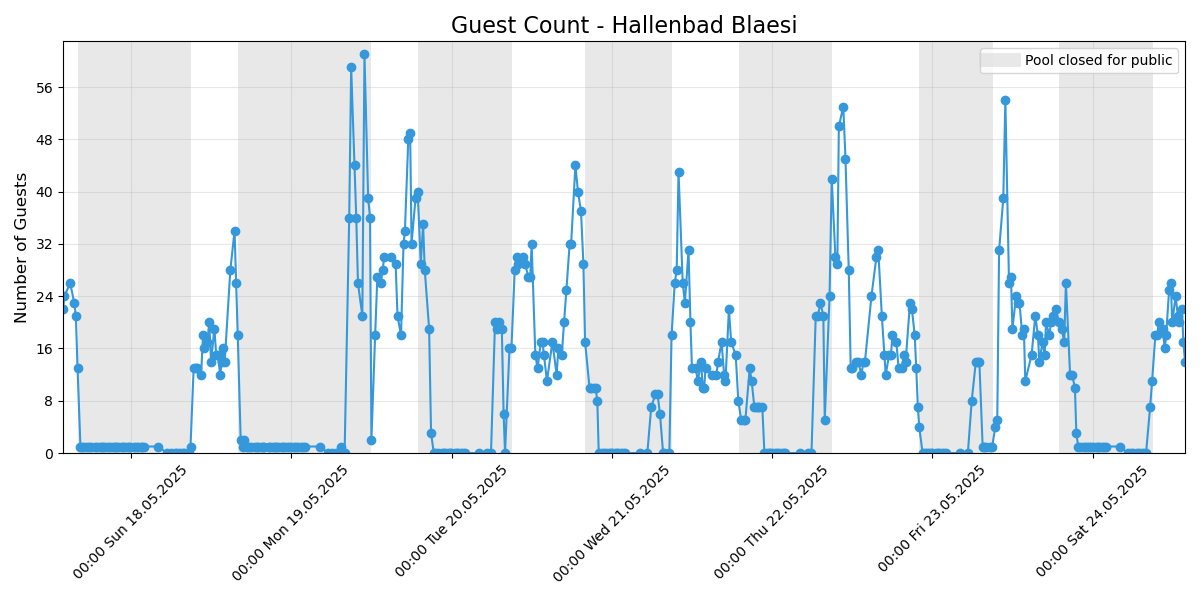 Guest Count - Hallenbad Blaesi
Pool closed for public
Number of Guests
56
48
40
32
24
16
8
0
00:00 Sun 18.05.2025
00:00 Mon 19.05.2025
00:00 Tue 20.05.2025
00:00 Wed 21.05.2025
00:00 Thu 22.05.2025
00:00 Fri 23.05.2025
00:00 Sat 24.05.2025